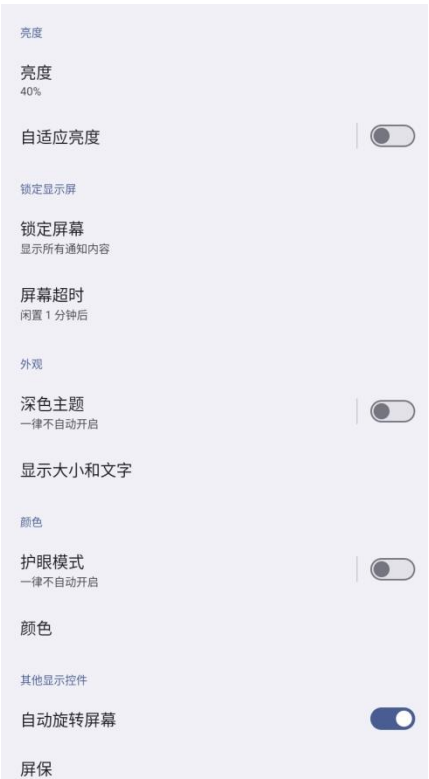 亮度
亮度
40%
自适应亮度
锁定显示屏
锁定屏幕
显示所有通知内容
屏幕超时
闲置 1 分钟后
外观
深色主题
一律不自动开启
显示大小和文字
颜色
护眼模式
一律不自动开启
颜色
其他显示控件
自动旋转屏幕
屏保